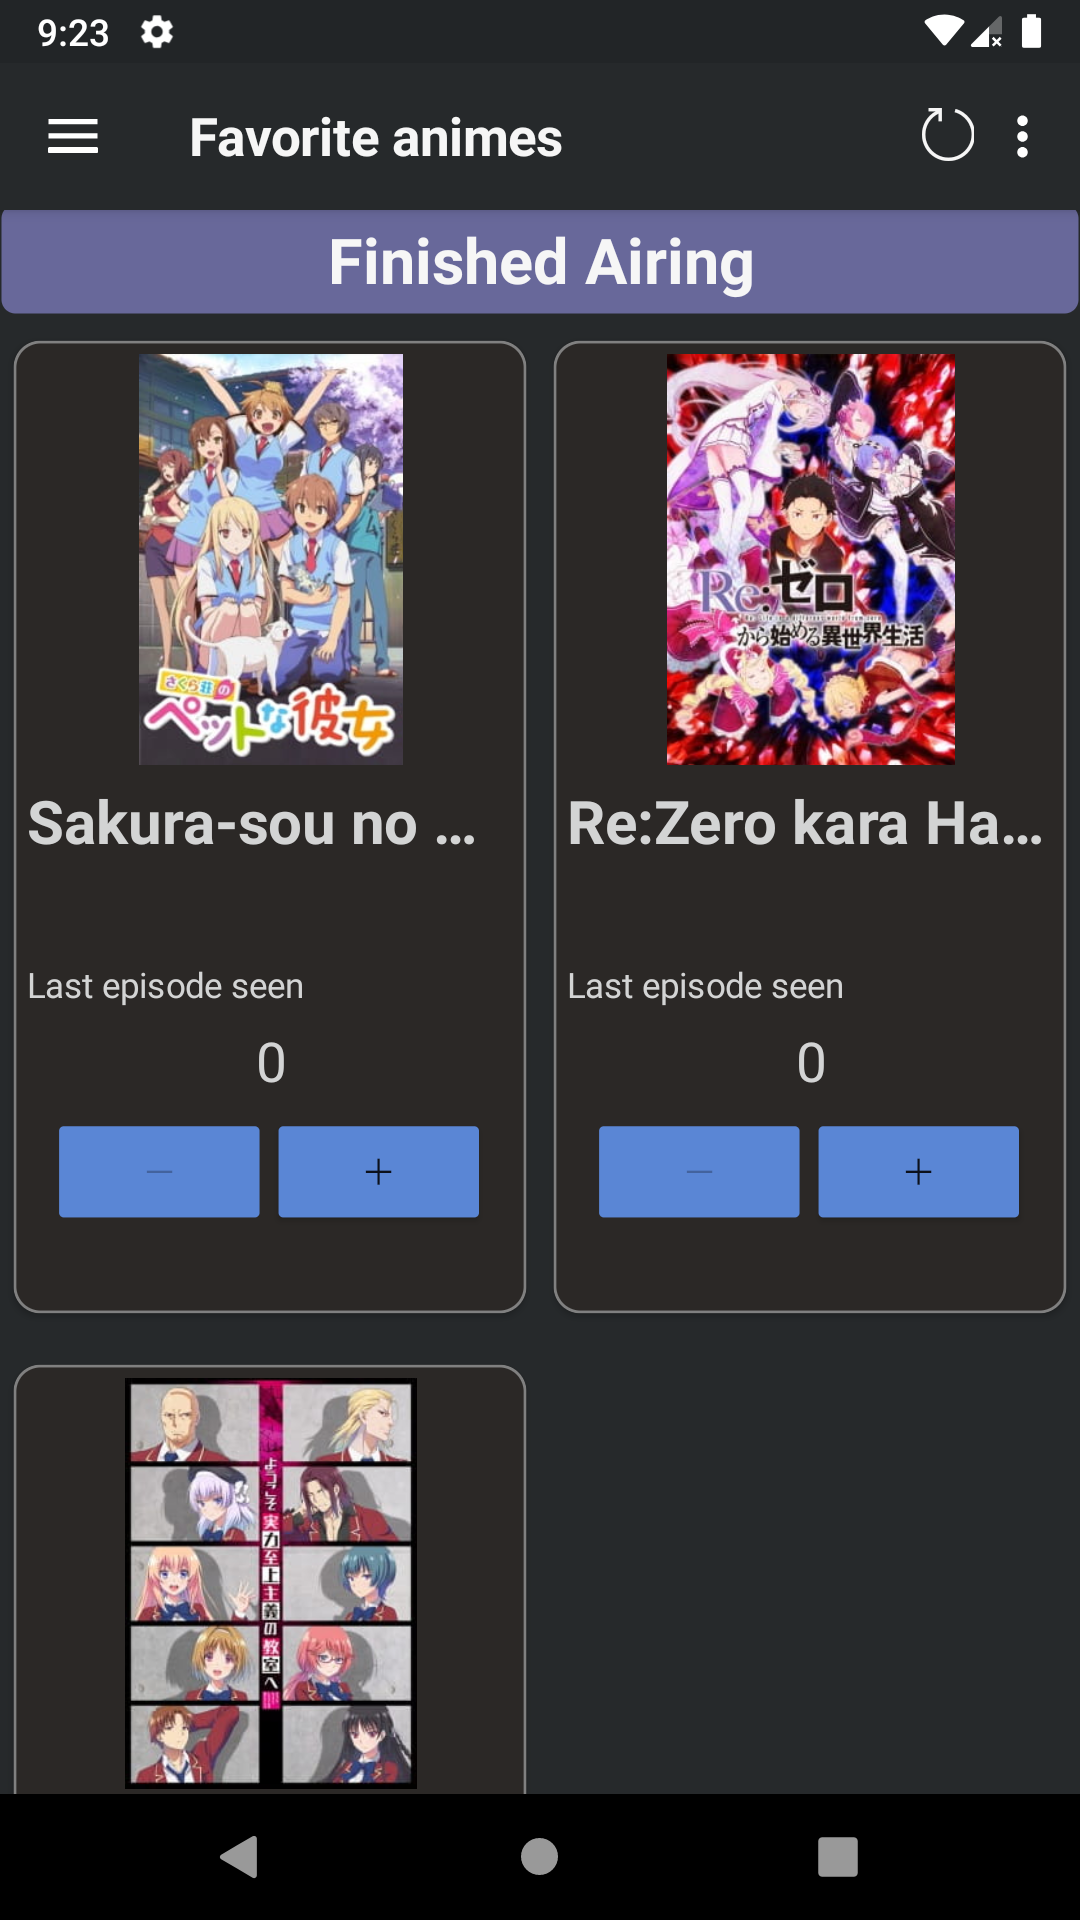 9:23
Favorite animes
Finished Airing
さくら荘の
ペットな彼女
Re:ゼロ
から始める異世界生活
Sakura-sou no ...
Re:Zero kara Ha...
Last episode seen
Last episode seen
0
0
− +
− +
ようこそ実力至上主義の教室へ